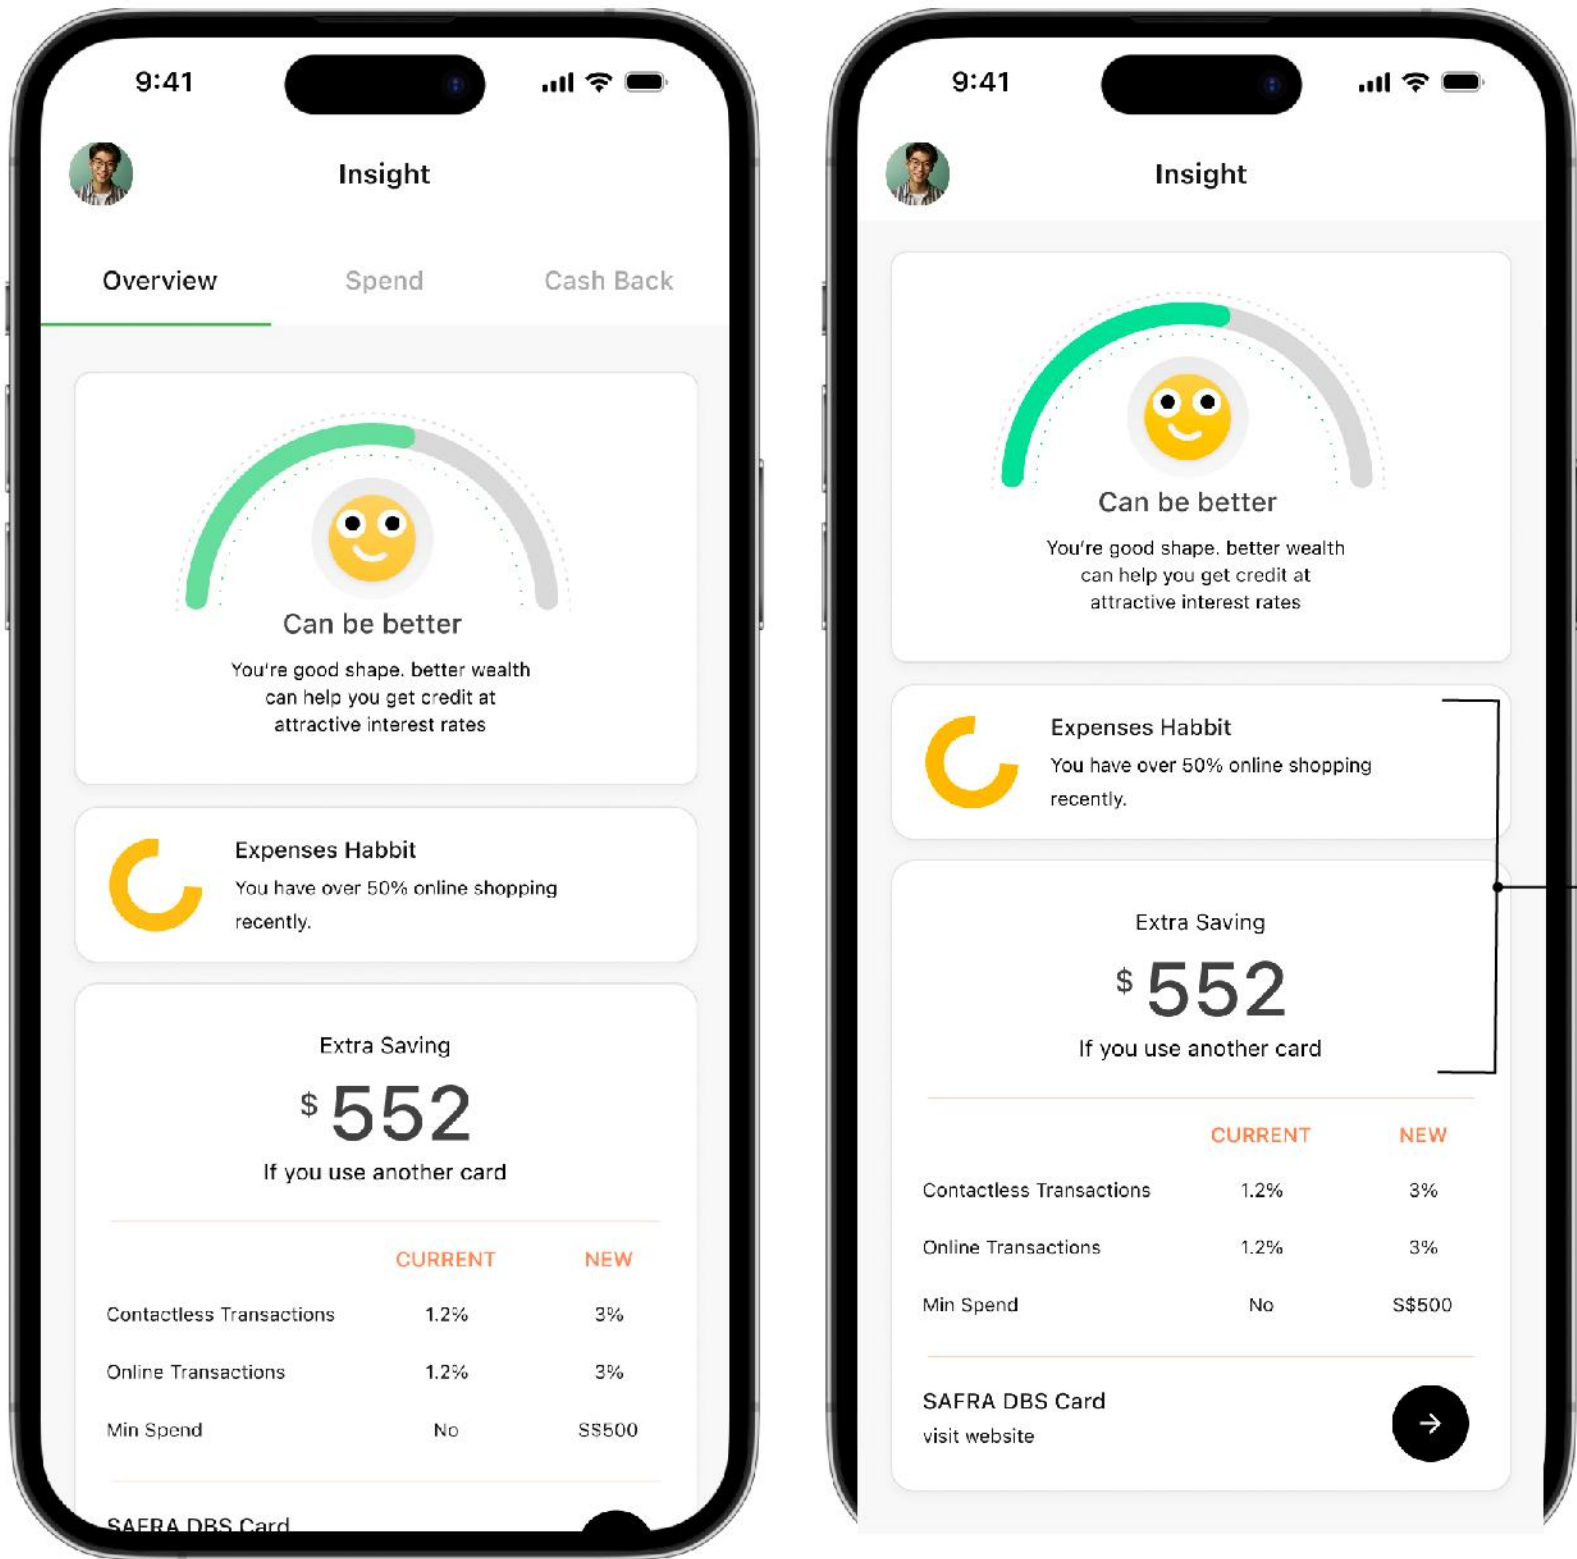 9:41
Insight
Overview Spend Cash Back
Can be better
You're good shape. better wealth
can help you get credit at
attractive interest rates
Expenses Habbit
You have over 50% online shopping
recently.
Extra Saving
$ 552
If you use another card
CURRENT NEW
Contactless Transactions 1.2% 3%
Online Transactions 1.2% 3%
Min Spend No S$500
SAFRA DBS Card
9:41
Insight
Can be better
You're good shape. better wealth
can help you get credit at
attractive interest rates
Expenses Habbit
You have over 50% online shopping
recently.
Extra Saving
$ 552
If you use another card
CURRENT NEW
Contactless Transactions 1.2% 3%
Online Transactions 1.2% 3%
Min Spend No S$500
SAFRA DBS Card
visit website